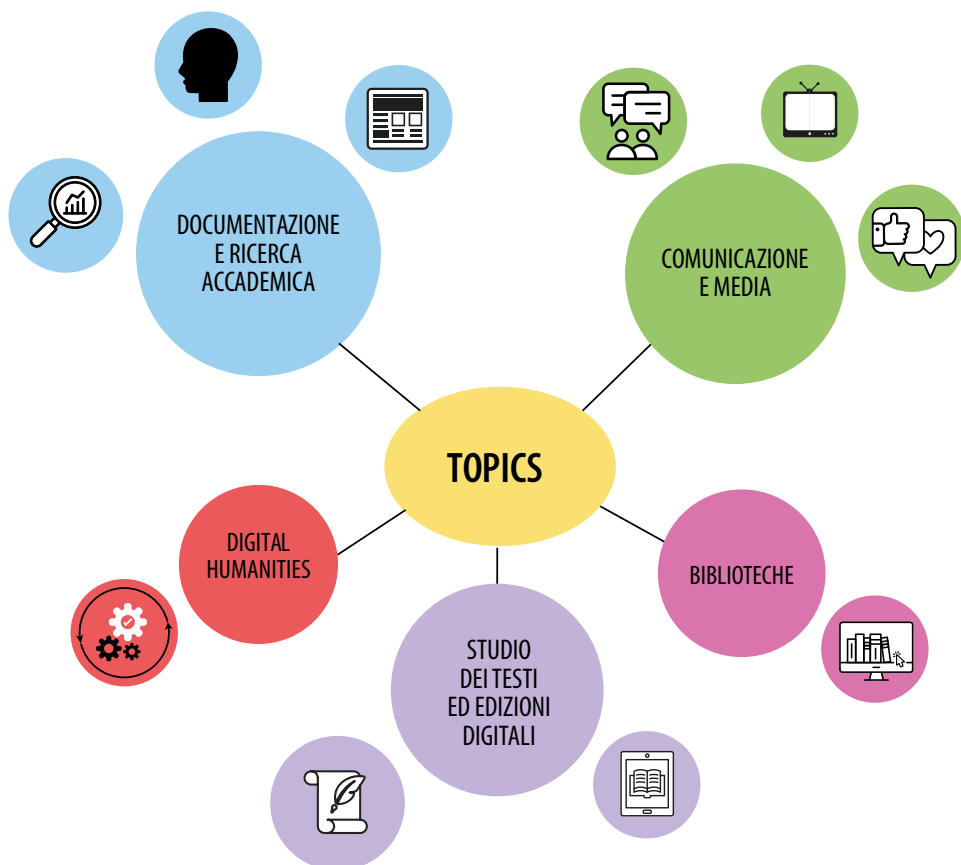 DOCUMENTAZIONE
E RICERCA
ACCADEMICA
COMUNICAZIONE
E MEDIA
TOPICS
DIGITAL
HUMANITIES
BIBLIOTECHE
STUDIO
DEI TESTI
ED EDIZIONI
DIGITALI